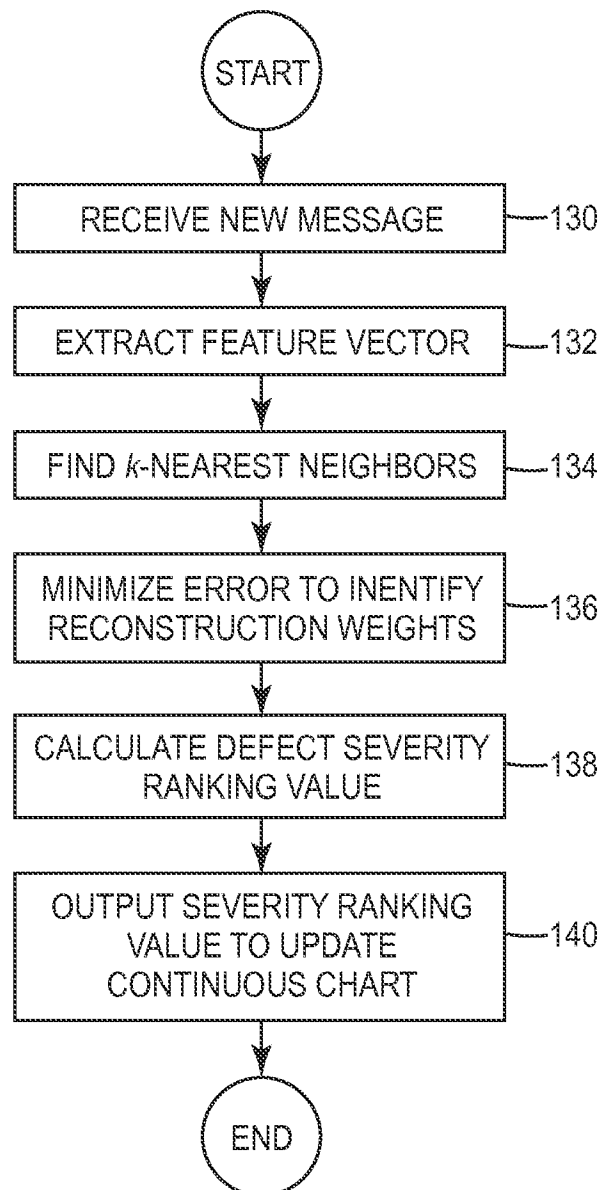 START
RECEIVE NEW MESSAGE
130
EXTRACT FEATURE VECTOR
132
FIND k-NEAREST NEIGHBORS
134
MINIMIZE ERROR TO INENTIFY
RECONSTRUCTION WEIGHTS
136
CALCULATE DEFECT SEVERITY
RANKING VALUE
138
OUTPUT SEVERITY RANKING
VALUE TO UPDATE
CONTINUOUS CHART
140
END